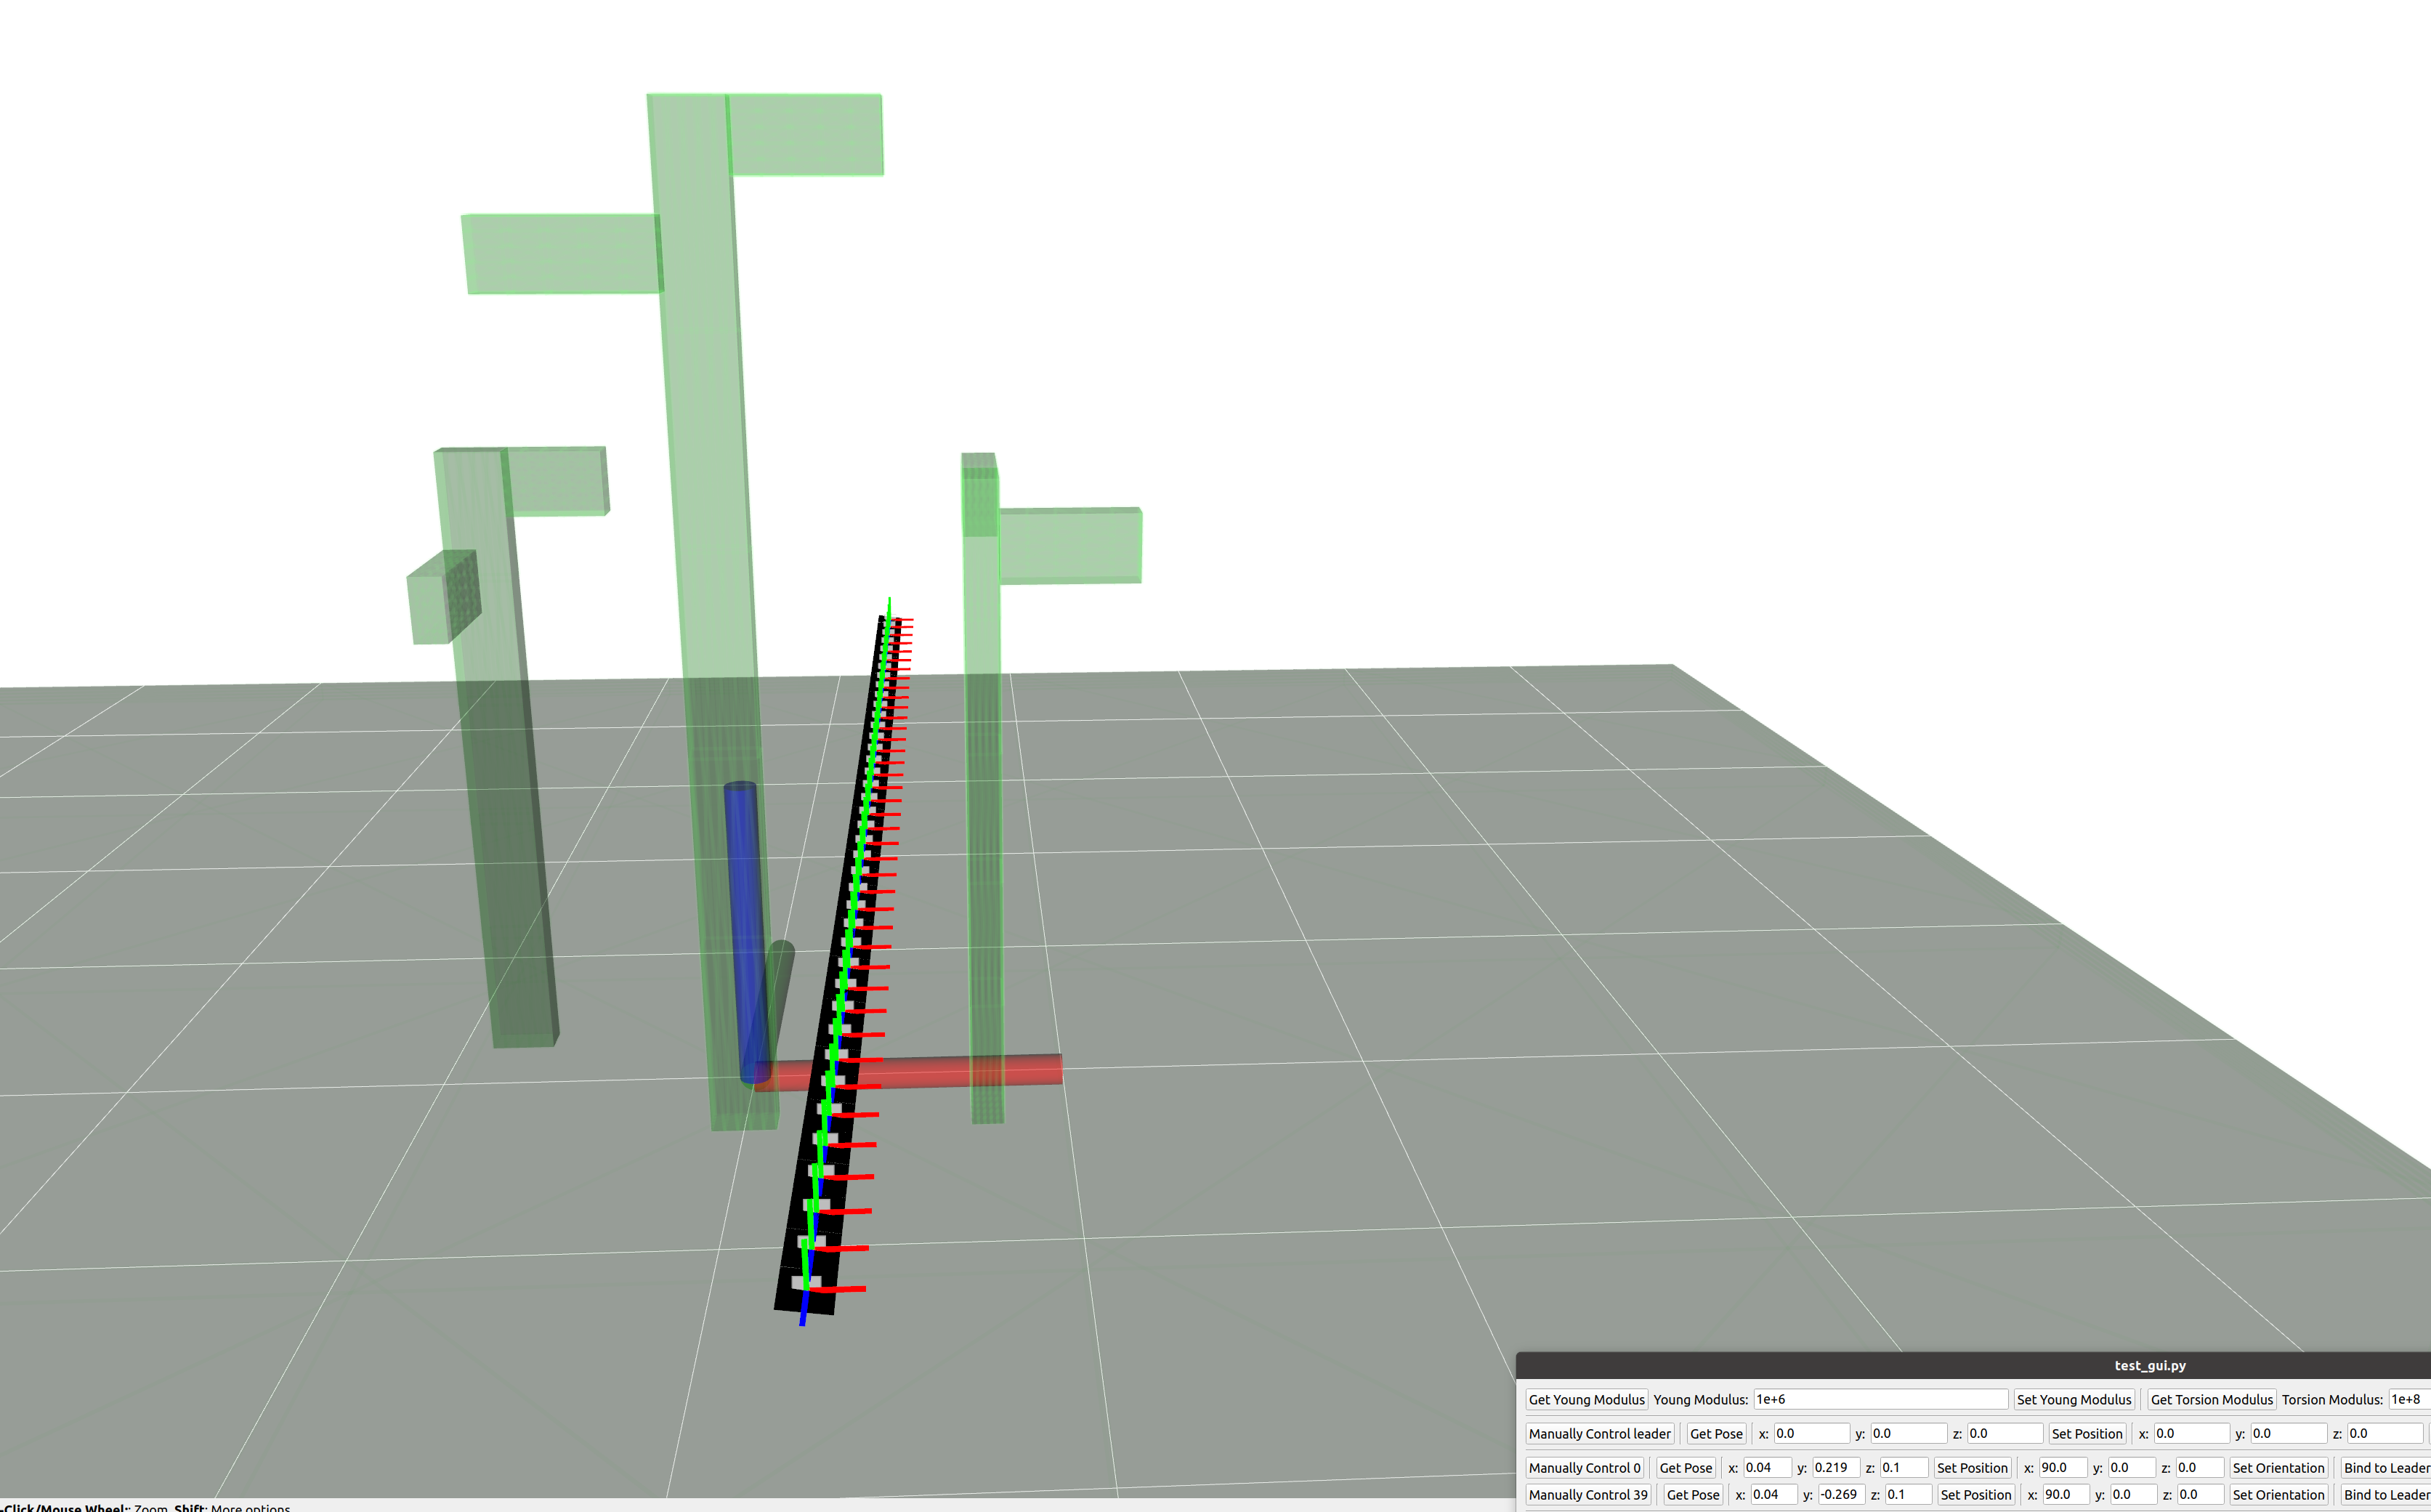 test_gui.py
Get Young Modulus Young Modulus: 1e+6 Set Young Modulus Get Torsion Modulus Torsion Modulus: 1e+8
Manually Control leader Get Pose x: 0.0 y: 0.0 z: 0.0 Set Position x: 0.0 y: 0.0 z: 0.0
Manually Control 0 Get Pose x: 0.04 y: 0.219 z: 0.1 Set Position x: 90.0 y: 0.0 z: 0.0 Set Orientation Bind to Leader
Manually Control 39 Get Pose x: 0.04 y: -0.269 z: 0.1 Set Position x: 90.0 y: 0.0 z: 0.0 Set Orientation Bind to Leader
-Click/Mouse Wheel:: Zoom. Shift: More options.